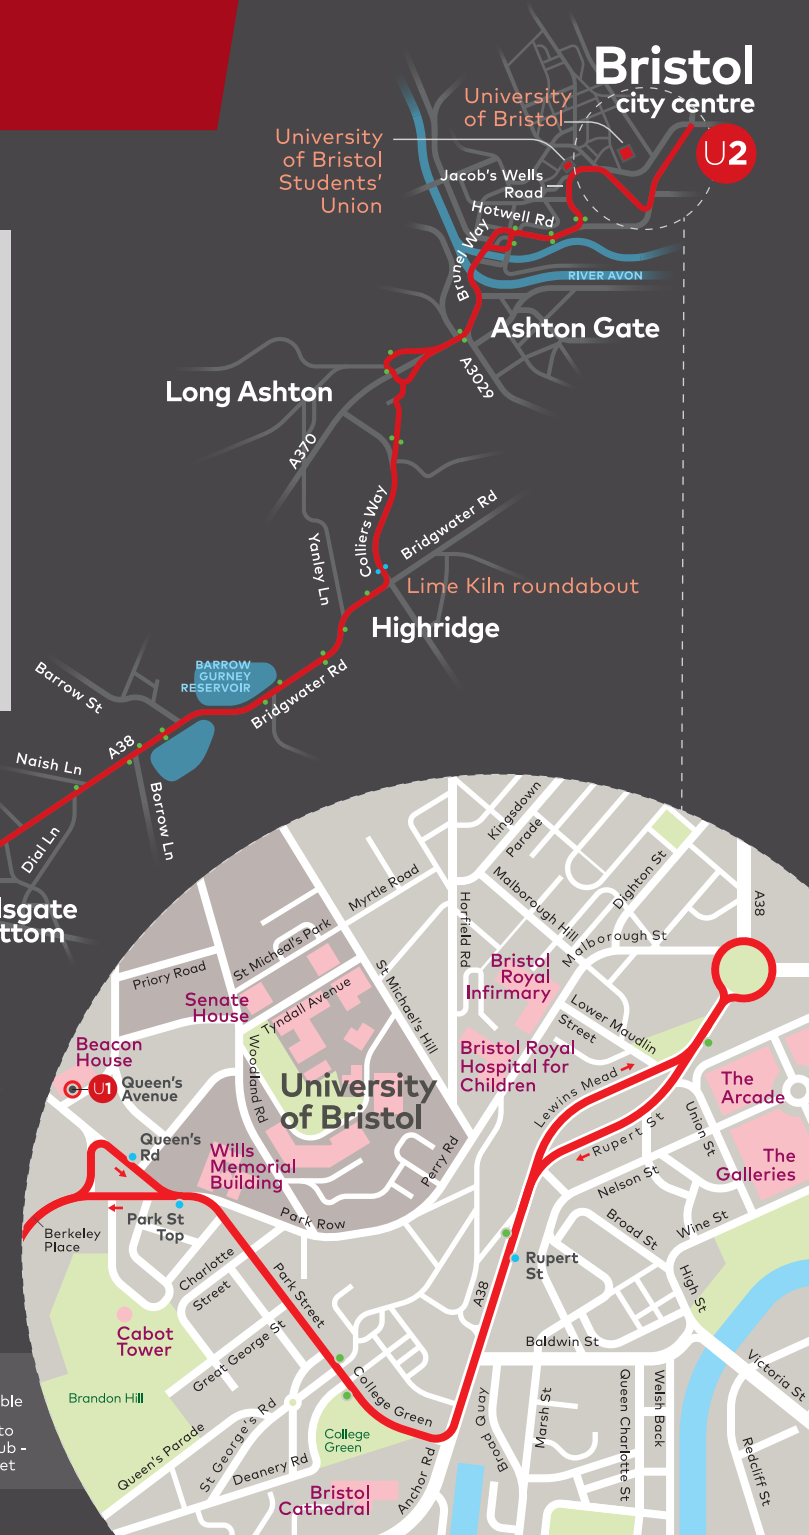 Bristol
city centre
U2
University
of Bristol
University
of Bristol
Students'
Union
Jacob's Wells
Road
Hotwell Rd
Brunel Way
RIVER AVON
Ashton Gate
A3029
Long Ashton
A370
Colliers Way
Bridgwater Rd
Yanley Ln
Lime Kiln roundabout
Highridge
BARROW
GURNEY
RESERVOIR
Bridgwater Rd
Barrow St
A38
Naish Ln
Borrow Ln
Dial Ln
lsgate
ttom
Kingsdown
Parade
Myrtle Road
Dighton St
A38
Malborough Hill
Horfield Rd
Malborough St
St Micheal's Park
Priory Road
St Michael's Hill
Bristol
Royal
Infirmary
Senate
House
Tyndall Avenue
Lower Maudlin
Street
Beacon
House
U1
Queen's
Avenue
Woodland Rd
University
of Bristol
Bristol Royal
Hospital for
Children
Lewins Mead
The
Arcade
Rupert St
Union St
Queen's
Rd
Wills
Memorial
Building
Perry Rd
The
Galleries
Nelson St
Park St
Top
Park Row
Broad St
Wine St
Berkeley
Place
Charlotte
Street
Park Street
Rupert
St
A38
High St
Cabot
Tower
Great George St
Baldwin St
Victoria St
Brandon Hill
College Green
Queen's Parade
St George's Rd
College
Green
Deanery Rd
Anchor Rd
Broad Quay
Marsh St
Queen Charlotte St
Welsh Back
Redcliff St
Bristol
Cathedral
ble
to
ub -
et